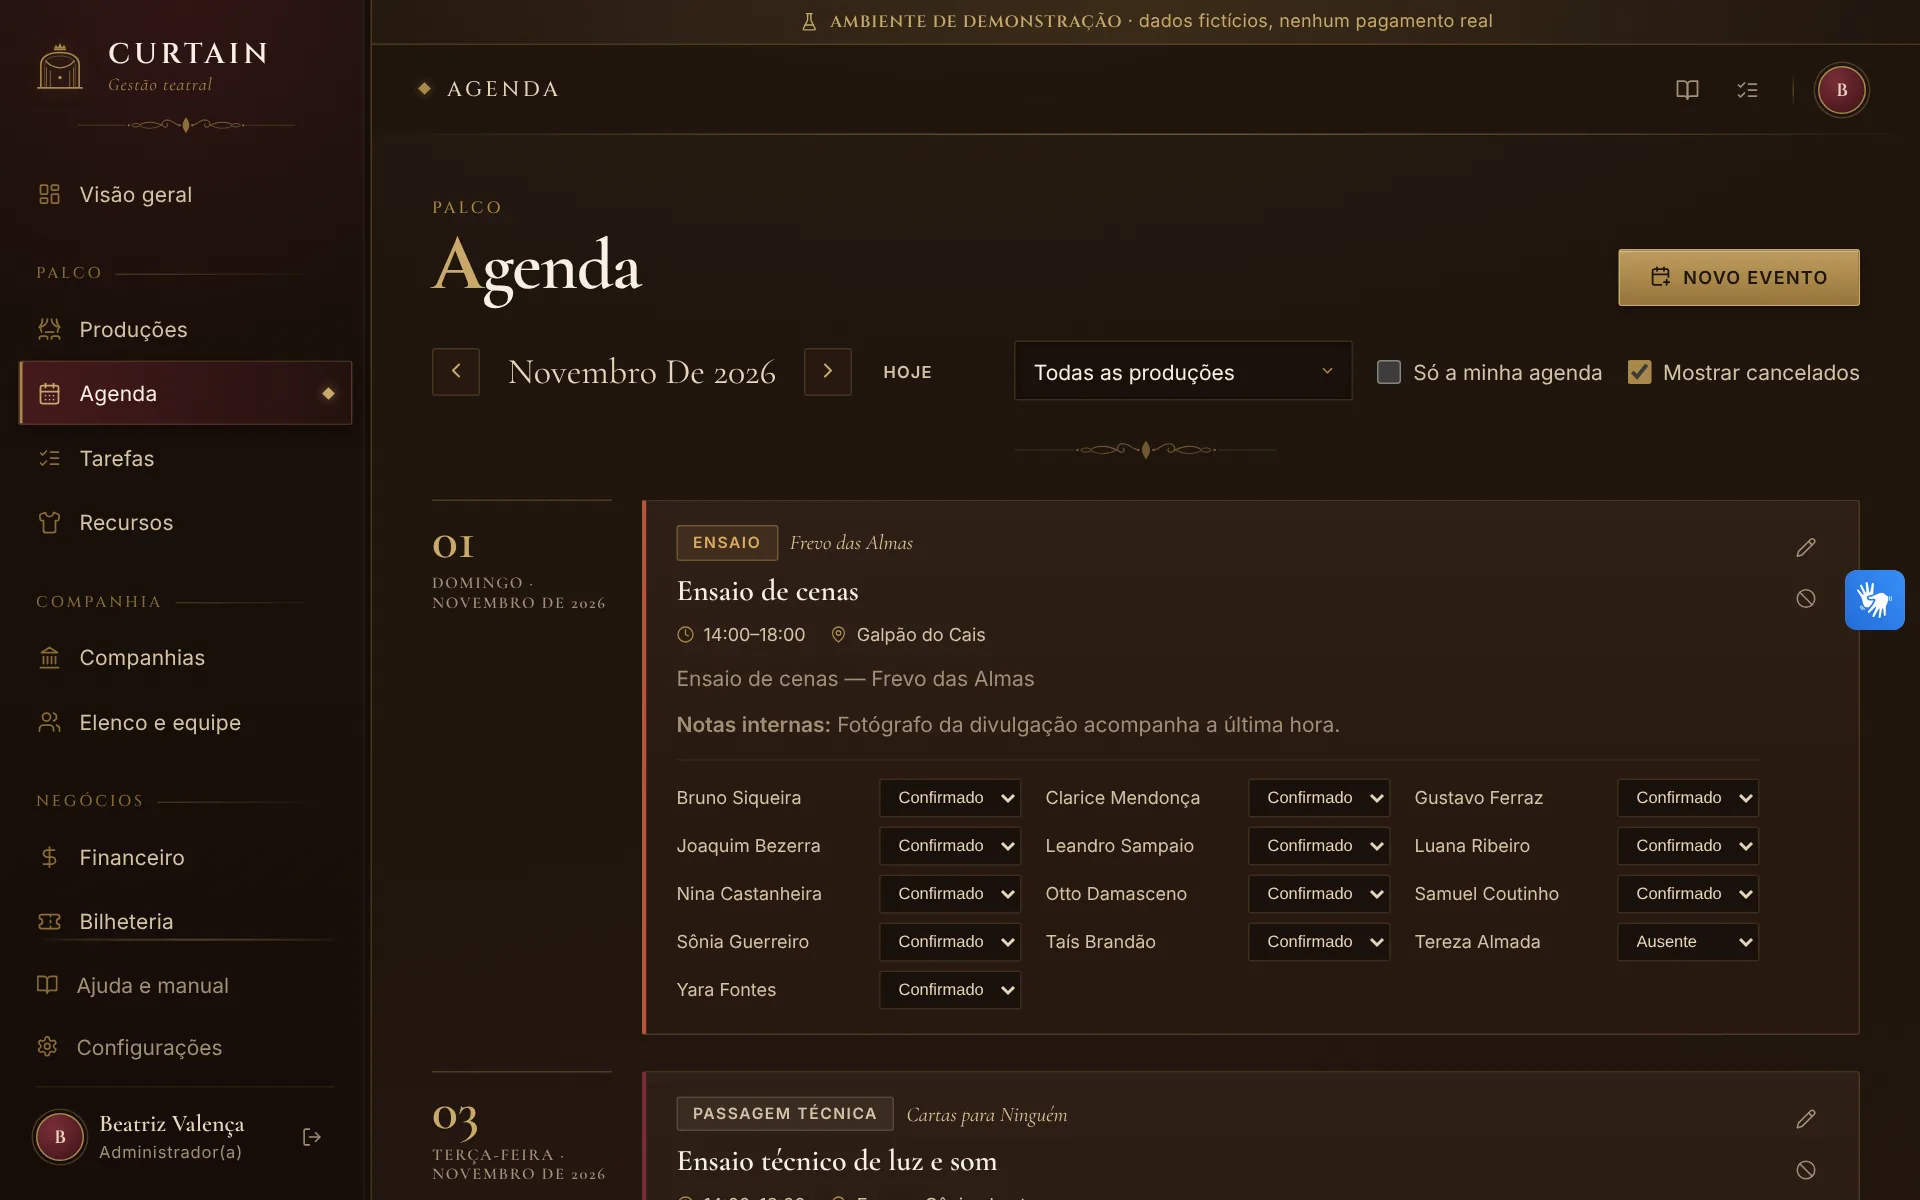 CURTAIN
Gestão teatral
Visão geral
PALCO
Produções
Agenda
Tarefas
Recursos
COMPANHIA
Companhias
Elenco e equipe
NEGÓCIOS
Financeiro
Bilheteria
Ajuda e manual
Configurações
B
Beatriz Valença
Administrador(a)
AMBIENTE DE DEMONSTRAÇÃO · dados fictícios, nenhum pagamento real
AGENDA
B
PALCO
Agenda
NOVO EVENTO
Novembro De 2026
HOJE
Todas as produções
Só a minha agenda
Mostrar cancelados
01
DOMINGO ·
NOVEMBRO DE 2026
ENSAIO Frevo das Almas
Ensaio de cenas
14:00–18:00 Galpão do Cais
Ensaio de cenas — Frevo das Almas
Notas internas: Fotógrafo da divulgação acompanha a última hora.
Bruno Siqueira Confirmado Clarice Mendonça Confirmado Gustavo Ferraz Confirmado
Joaquim Bezerra Confirmado Leandro Sampaio Confirmado Luana Ribeiro Confirmado
Nina Castanheira Confirmado Otto Damasceno Confirmado Samuel Coutinho Confirmado
Sônia Guerreiro Confirmado Taís Brandão Confirmado Tereza Almada Ausente
Yara Fontes Confirmado
03
TERÇA-FEIRA ·
NOVEMBRO DE 2026
PASSAGEM TÉCNICA Cartas para Ninguém
Ensaio técnico de luz e som